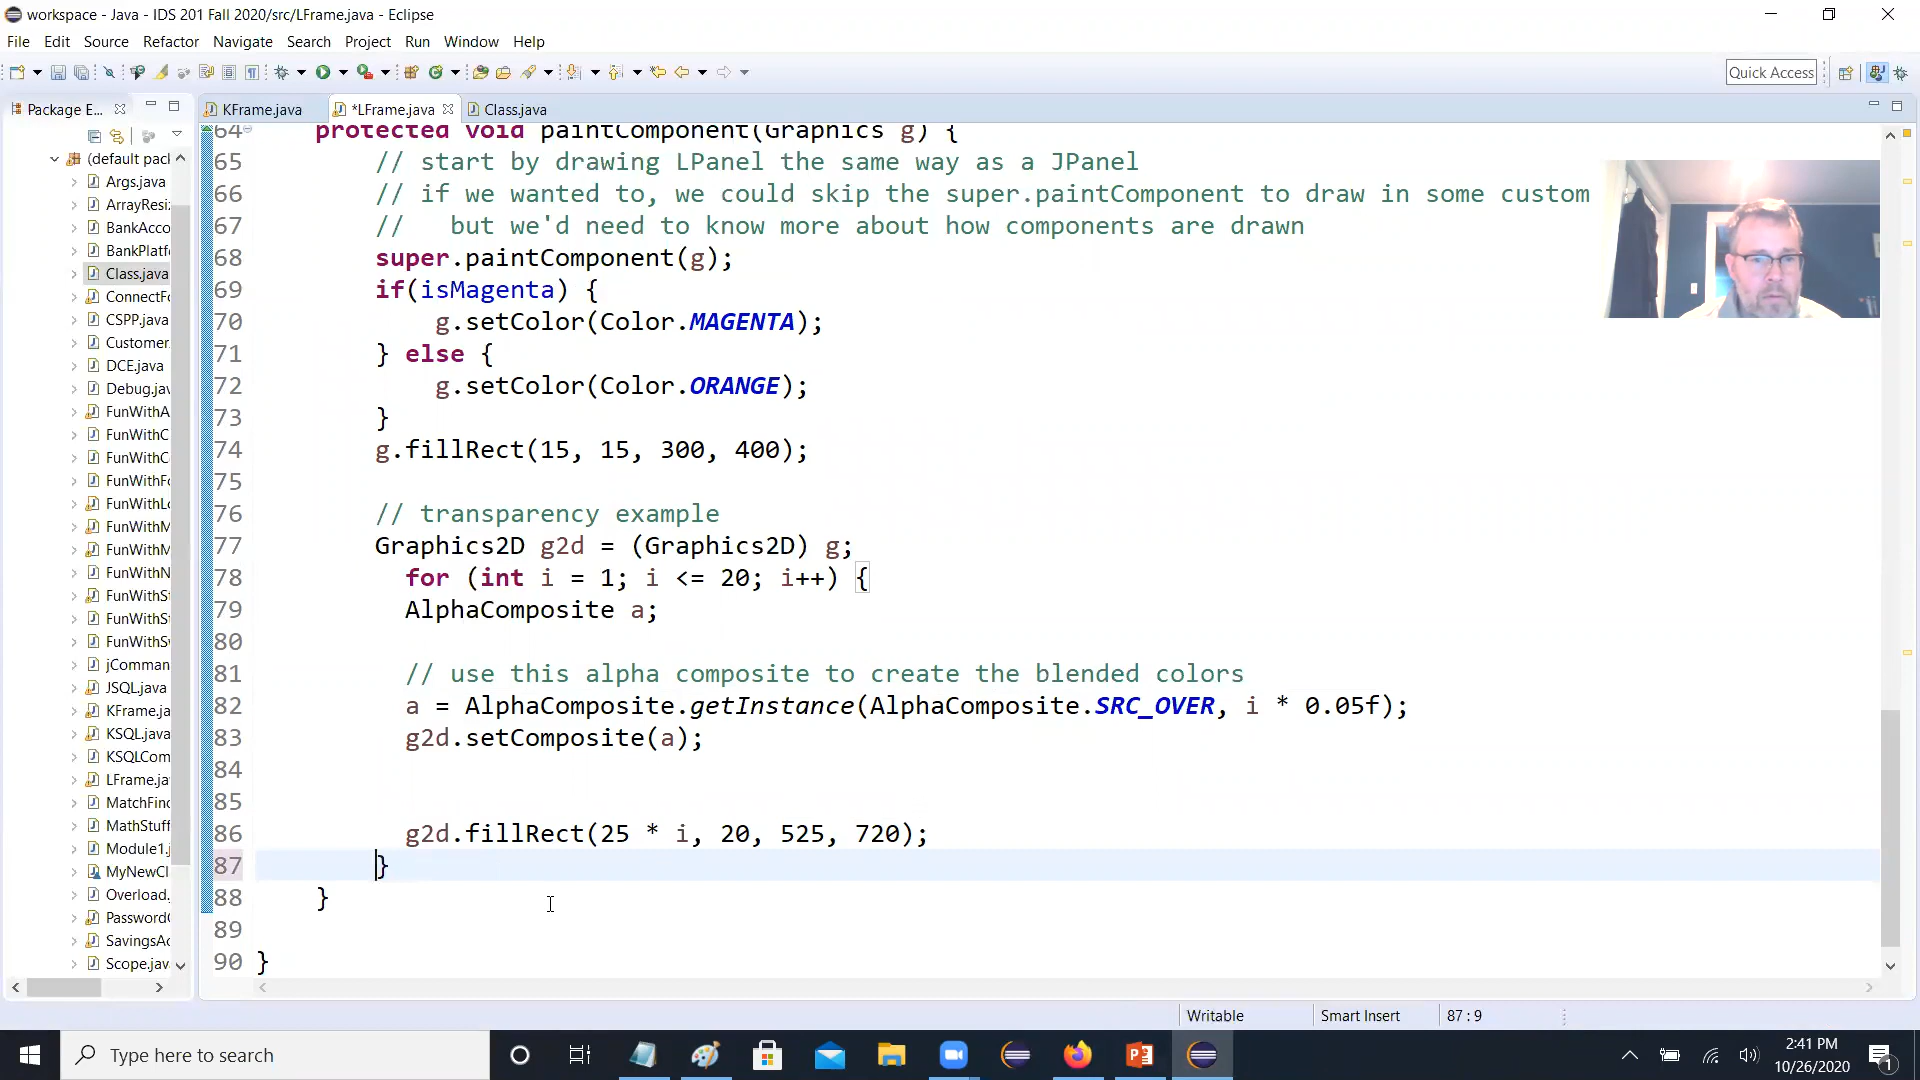 workspace - Java - IDS 201 Fall 2020/src/LFrame.java - Eclipse
File Edit Source Refactor Navigate Search Project Run Window Help
Quick Access
Package E...
KFrame.java *LFrame.java Class.java
(default pack
Args.java
ArrayResiz
BankAcco
BankPlatf
Class.java
ConnectFo
CSPP.java
Customer
DCE.java
Debug.jav
FunWithA
FunWithC
FunWithC
FunWithFo
FunWithLo
FunWithM
FunWithM
FunWithN
FunWithSt
FunWithSt
FunWithSv
jComman
JSQL.java
KFrame.ja
KSQL.java
KSQLCom
LFrame.ja
MatchFind
MathStuff
Module1.j
MyNewCl
Overload.
Password
SavingsAc
Scope.jav
64 protected void paintComponent(Graphics g) {
65 // start by drawing LPanel the same way as a JPanel
66 // if we wanted to, we could skip the super.paintComponent to draw in some custom
67 //   but we'd need to know more about how components are drawn
68 super.paintComponent(g);
69 if(isMagenta) {
70 g.setColor(Color.MAGENTA);
71 } else {
72 g.setColor(Color.ORANGE);
73 }
74 g.fillRect(15, 15, 300, 400);
75
76 // transparency example
77 Graphics2D g2d = (Graphics2D) g;
78 for (int i = 1; i <= 20; i++) {
79 AlphaComposite a;
80
81 // use this alpha composite to create the blended colors
82 a = AlphaComposite.getInstance(AlphaComposite.SRC_OVER, i * 0.05f);
83 g2d.setComposite(a);
84
85
86 g2d.fillRect(25 * i, 20, 525, 720);
87 }
88 }
89
90 }
Writable Smart Insert 87 : 9
Type here to search
2:41 PM
10/26/2020
1